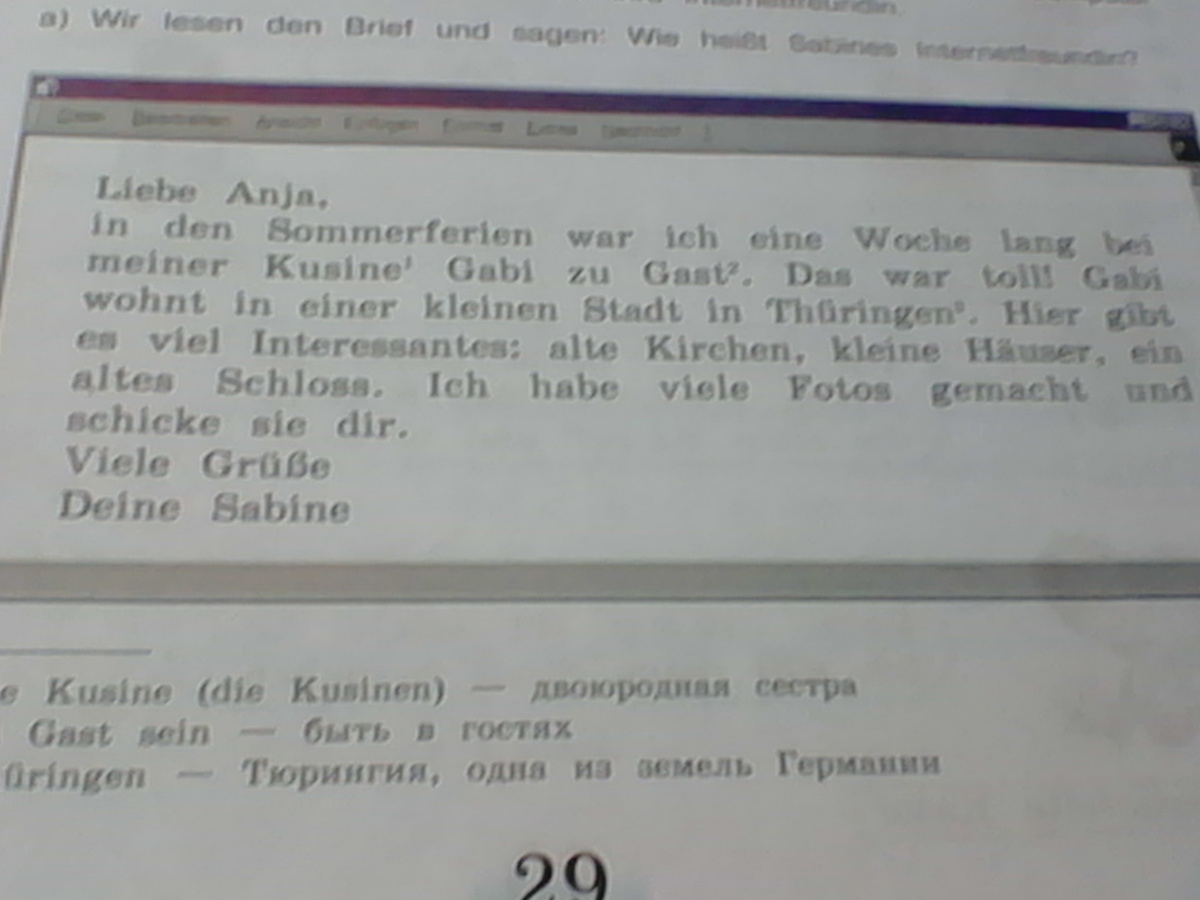 a) Wir lesen den Brief und sagen: Wie heißt Sabines Internetfreundin?
Liebe Anja,
in den Sommerferien war ich eine Woche lang bei
meiner Kusine¹ Gabi zu Gast². Das war toll! Gabi
wohnt in einer kleinen Stadt in Thüringen³. Hier gibt
es viel Interessantes: alte Kirchen, kleine Häuser, ein
altes Schloss. Ich habe viele Fotos gemacht und
schicke sie dir.
Viele Grüße
Deine Sabine
e Kusine (die Kusinen) — двоюродная сестра
Gast sein — быть в гостях
üringen — Тюрингия, одна из земель Германии
29